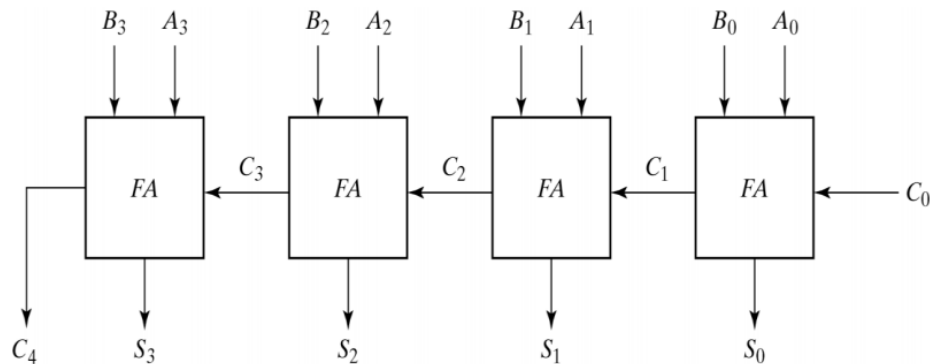 B₃ A₃ B₂ A₂ B₁ A₁ B₀ A₀
C₃ C₂ C₁
FA FA FA FA C₀
C₄ S₃ S₂ S₁ S₀